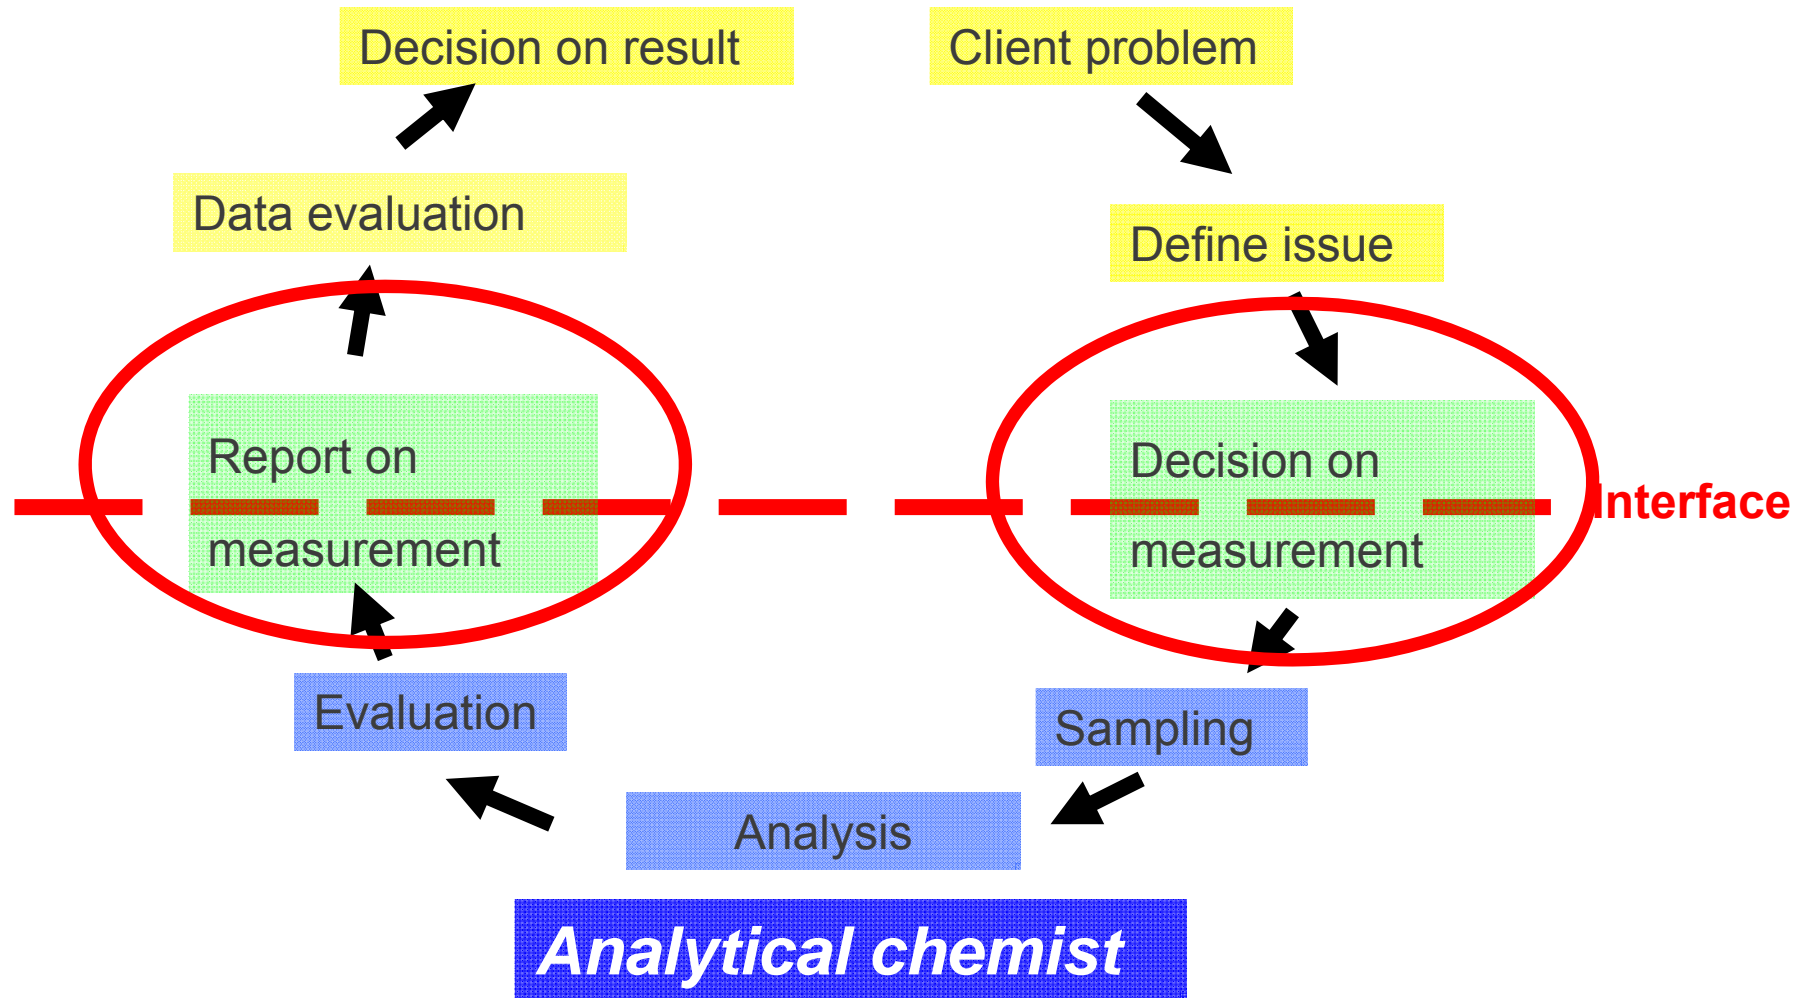 Decision on result
Client problem
Data evaluation
Define issue
Report on
measurement
Decision on
measurement
Interface
Evaluation
Sampling
Analysis
Analytical chemist